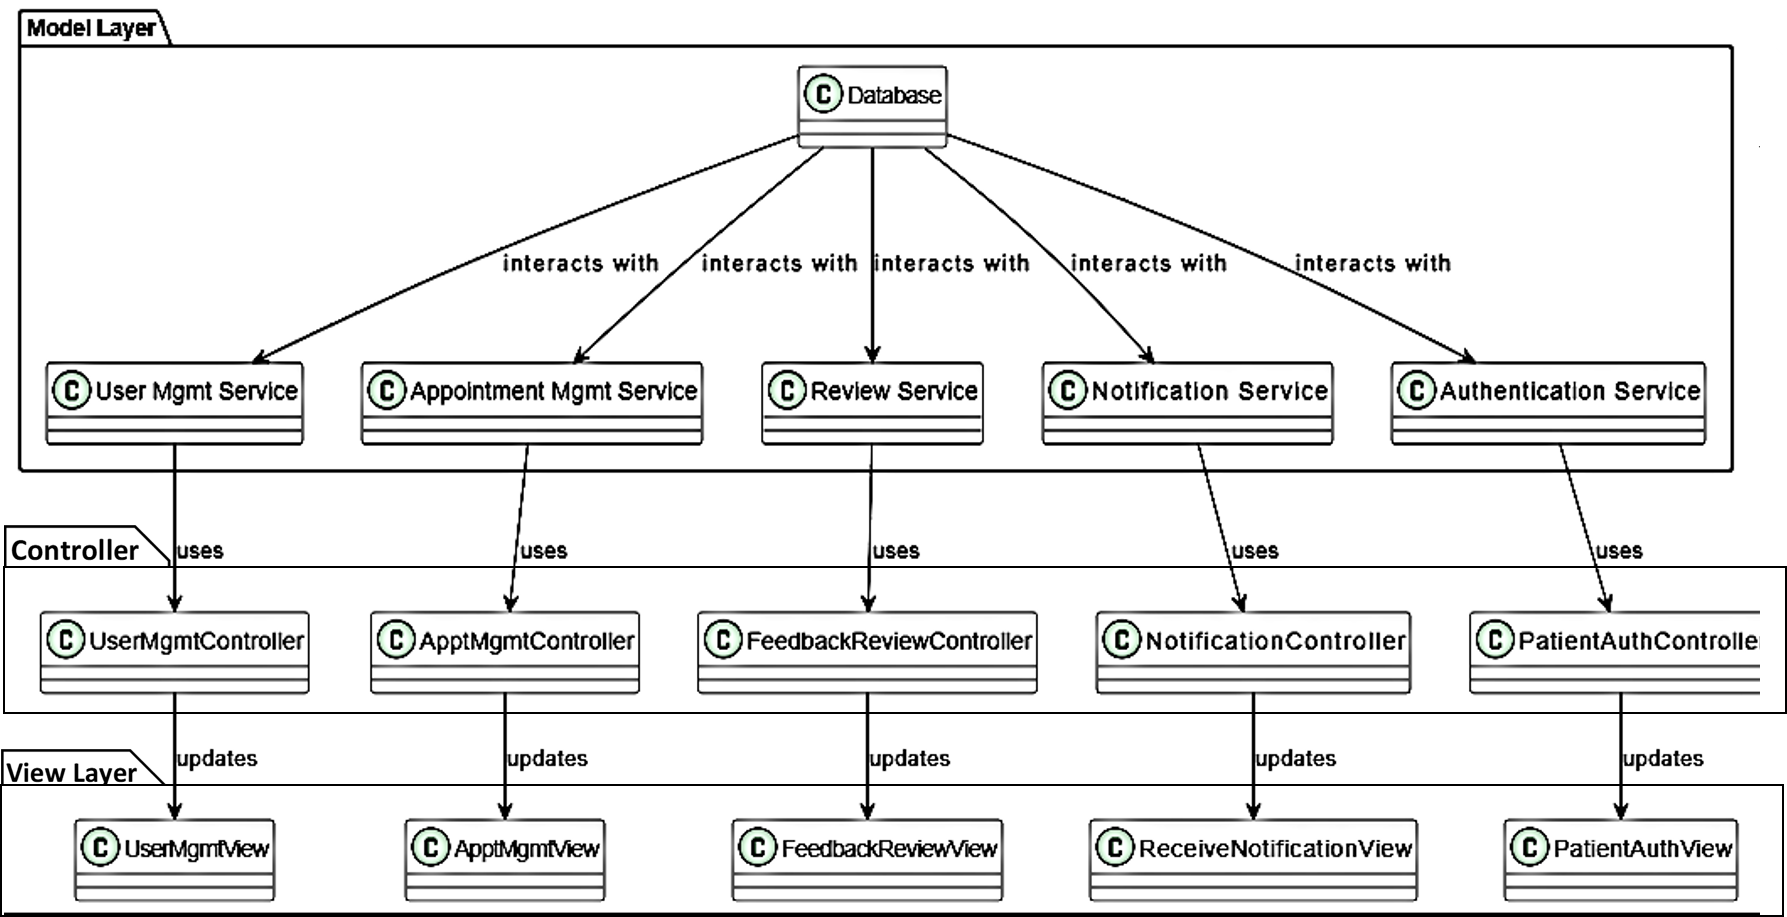 Model Layer
C Database
interacts with interacts with interacts with interacts with interacts with
C User Mgmt Service C Appointment Mgmt Service C Review Service C Notification Service C Authentication Service
Controller uses uses uses uses uses
C UserMgmtController C ApptMgmtController C FeedbackReviewController C NotificationController C PatientAuthControlle
updates updates updates updates updates
View Layer
C UserMgmtView C ApptMgmtView C FeedbackReviewView C ReceiveNotificationView C PatientAuthView